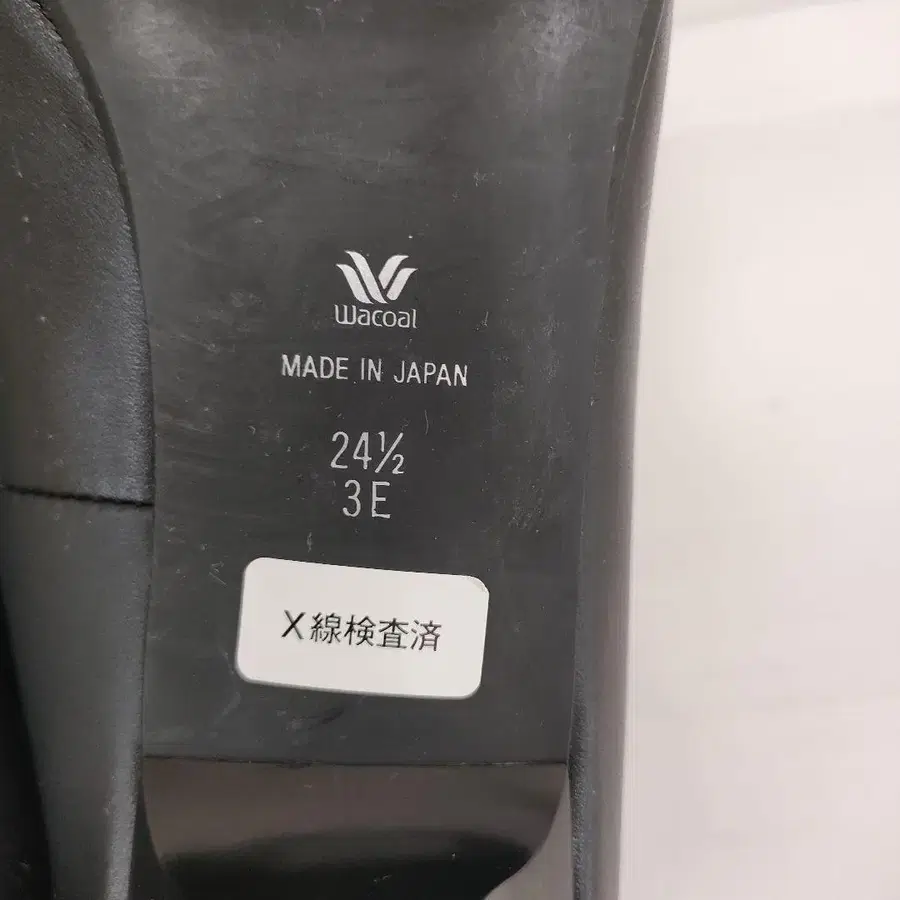 Wacoal
MADE IN JAPAN
24½
3E
X線検査済